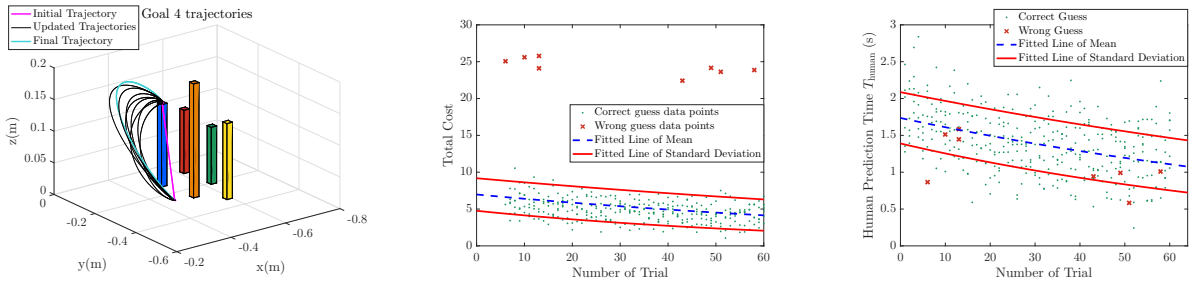 Goal 4 trajectories
Initial Trajectory
Updated Trajectories
Final Trajectory
z(m)
0.2
0.15
0.1
0.05
0
0
-0.2
-0.4
-0.6
y(m)
-0.2
-0.4
-0.6
-0.8
x(m)
Total Cost
30
25
20
15
10
5
0
Correct guess data points
Wrong guess data points
Fitted Line of Mean
Fitted Line of Standard Deviation
0 10 20 30 40 50 60
Number of Trial
Human Prediction Time T_human (s)
3
2.5
2
1.5
1
0.5
0
Correct Guess
Wrong Guess
Fitted Line of Mean
Fitted Line of Standard Deviation
0 10 20 30 40 50 60
Number of Trial